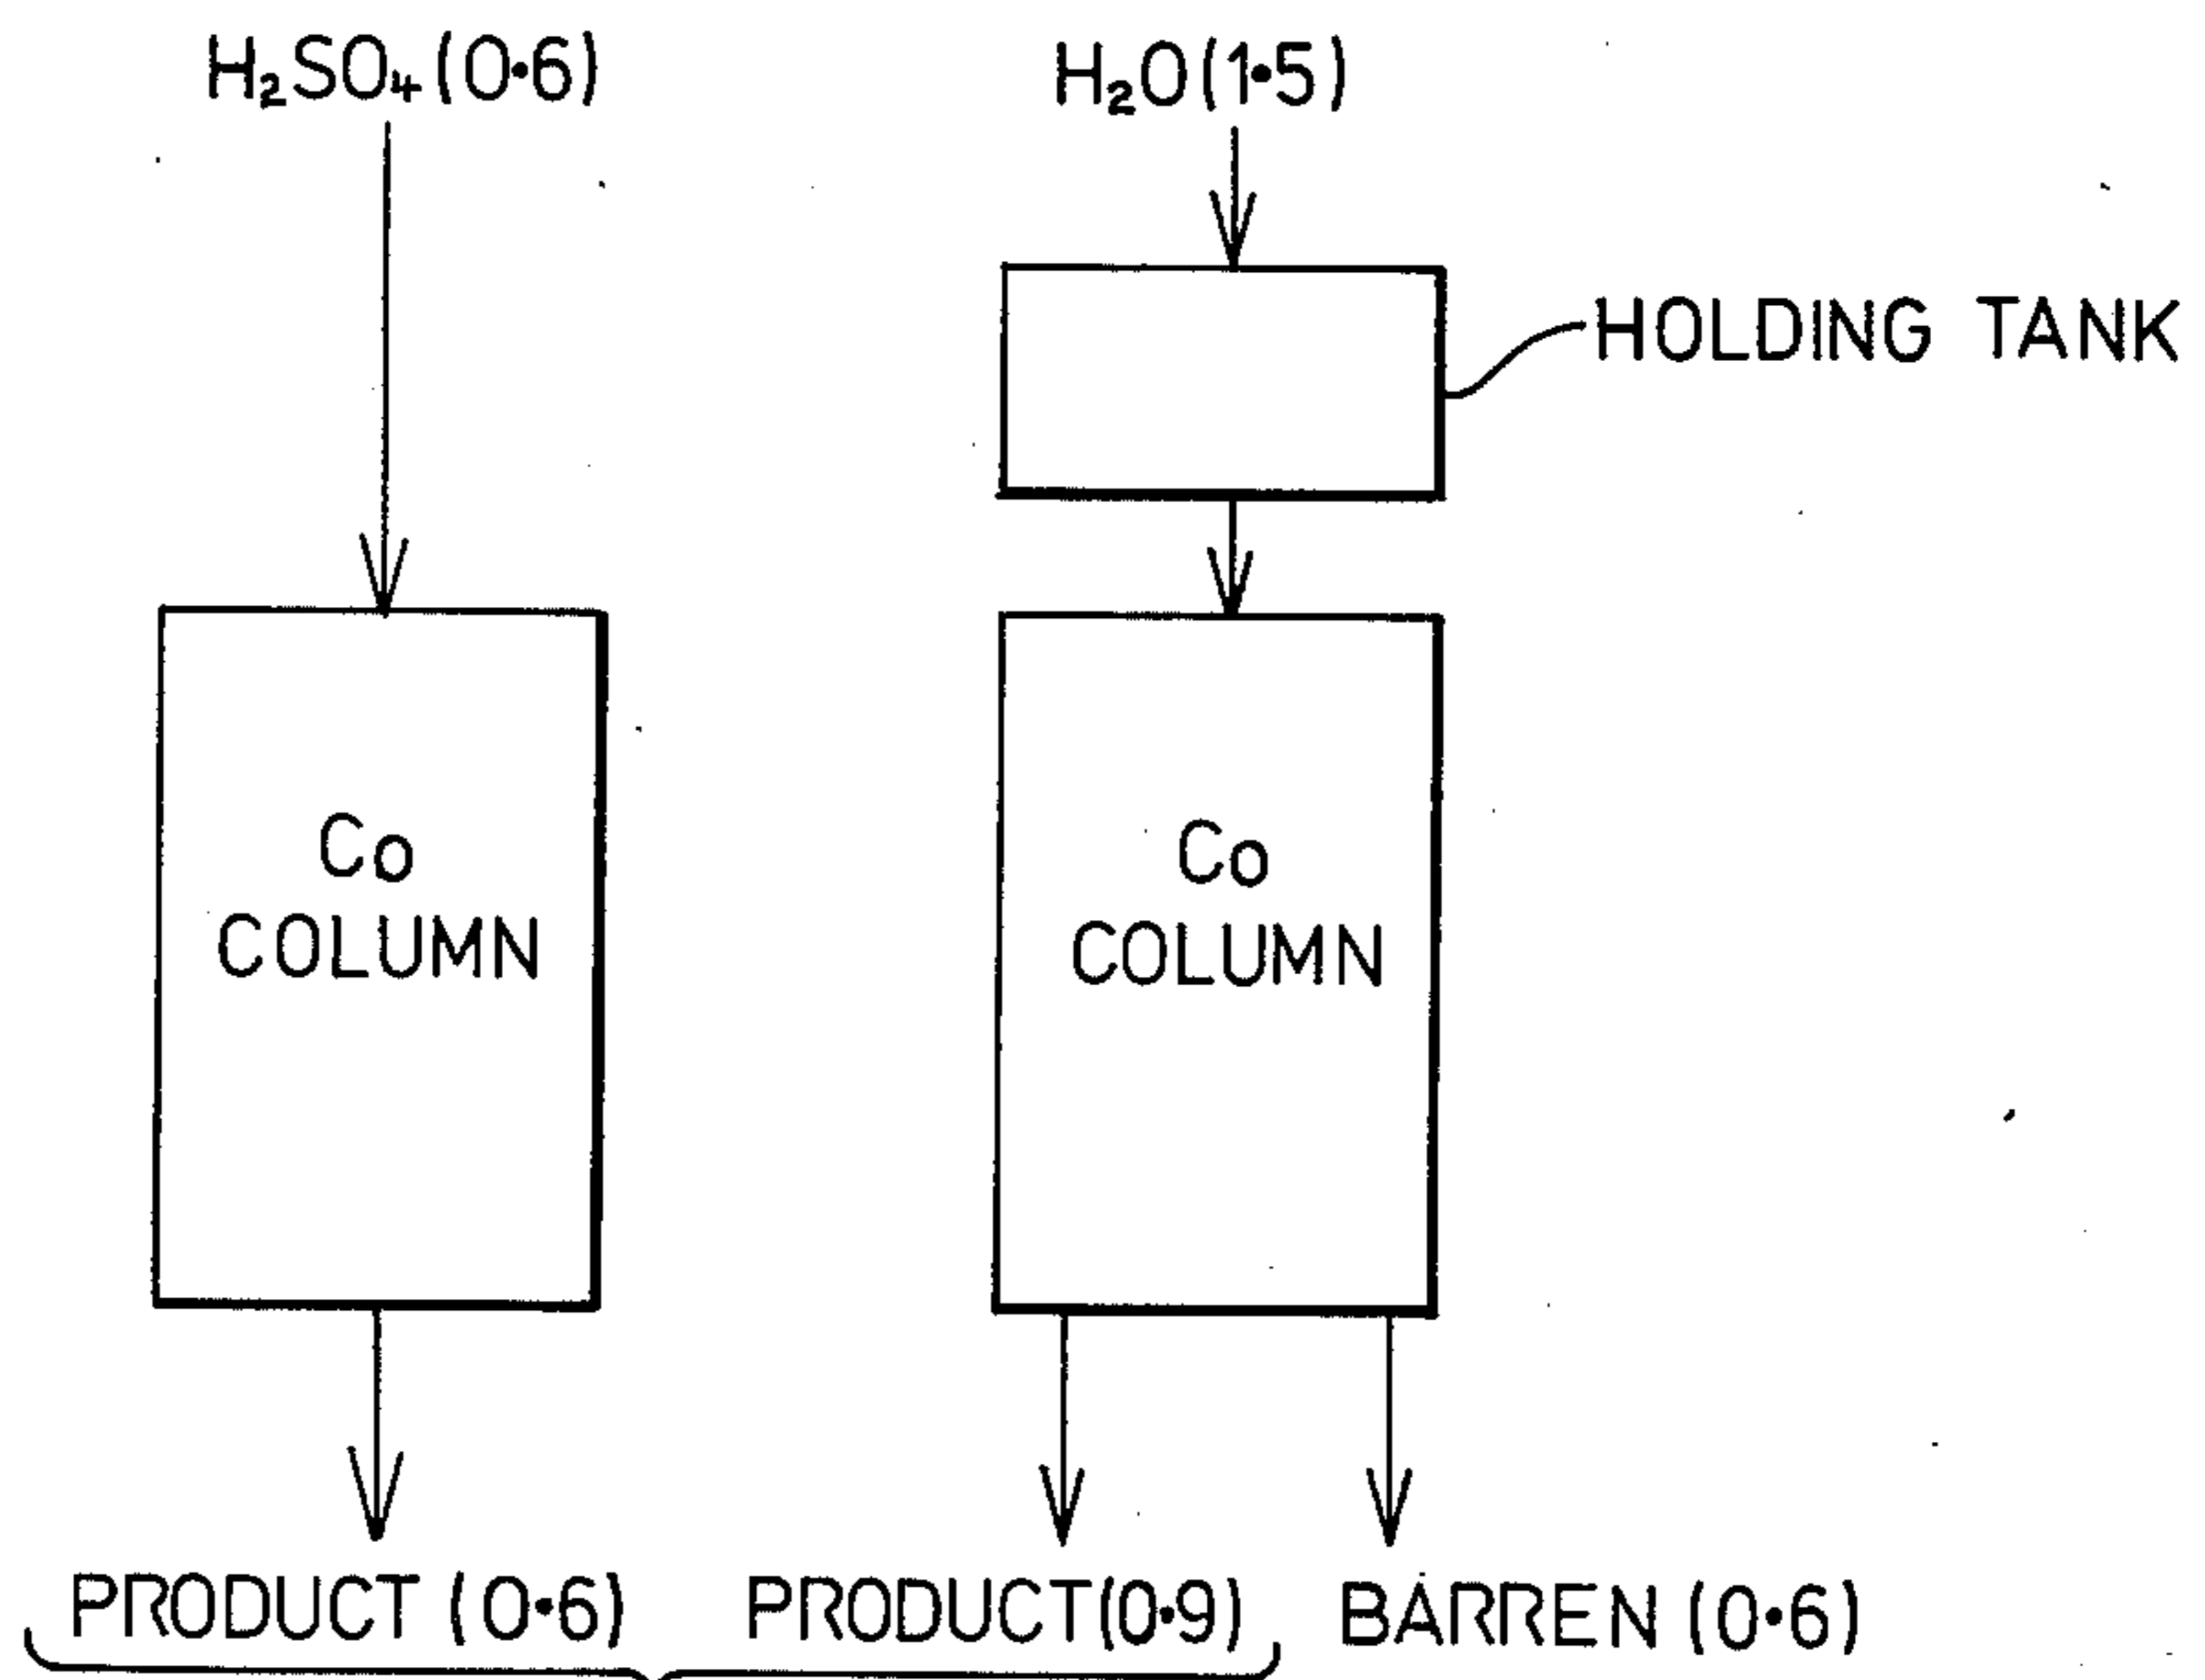 H₂SO₄(0·6)
H₂O(1·5)
HOLDING TANK
Co
COLUMN
Co
COLUMN
PRODUCT (0·6)
PRODUCT(0·9)
BARREN (0·6)